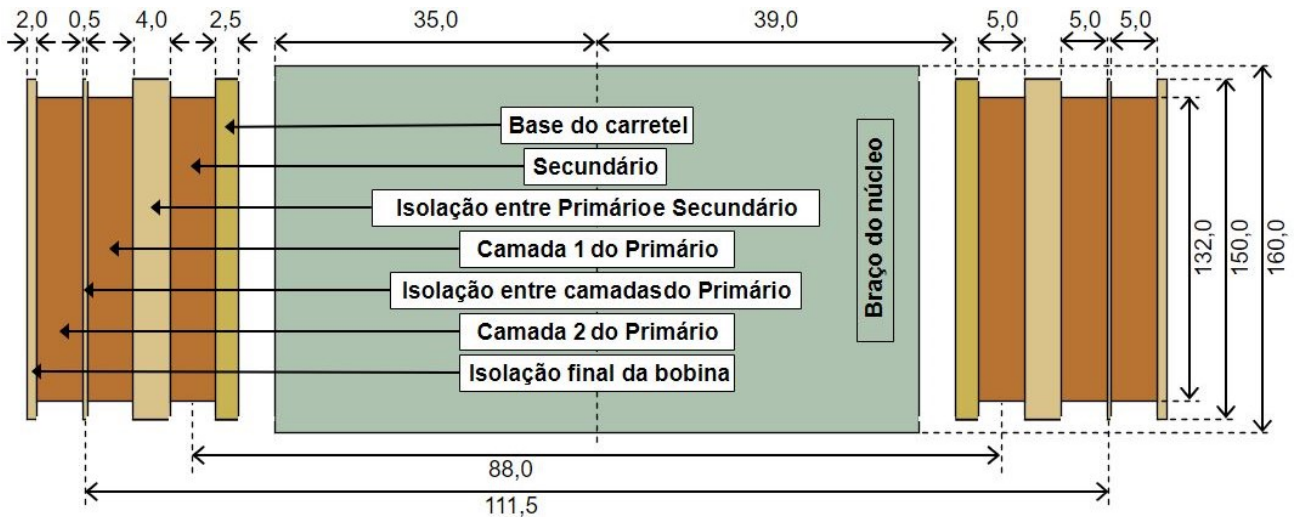 2,0 0,5 4,0 2,5 35,0 39,0 5,0 5,0 5,0
Base do carretel
Secundário
Isolação entre Primárioe Secundário
Camada 1 do Primário
Isolação entre camadasdo Primário
Camada 2 do Primário
Isolação final da bobina
Braço do núcleo
132,0
150,0
160,0
88,0
111,5